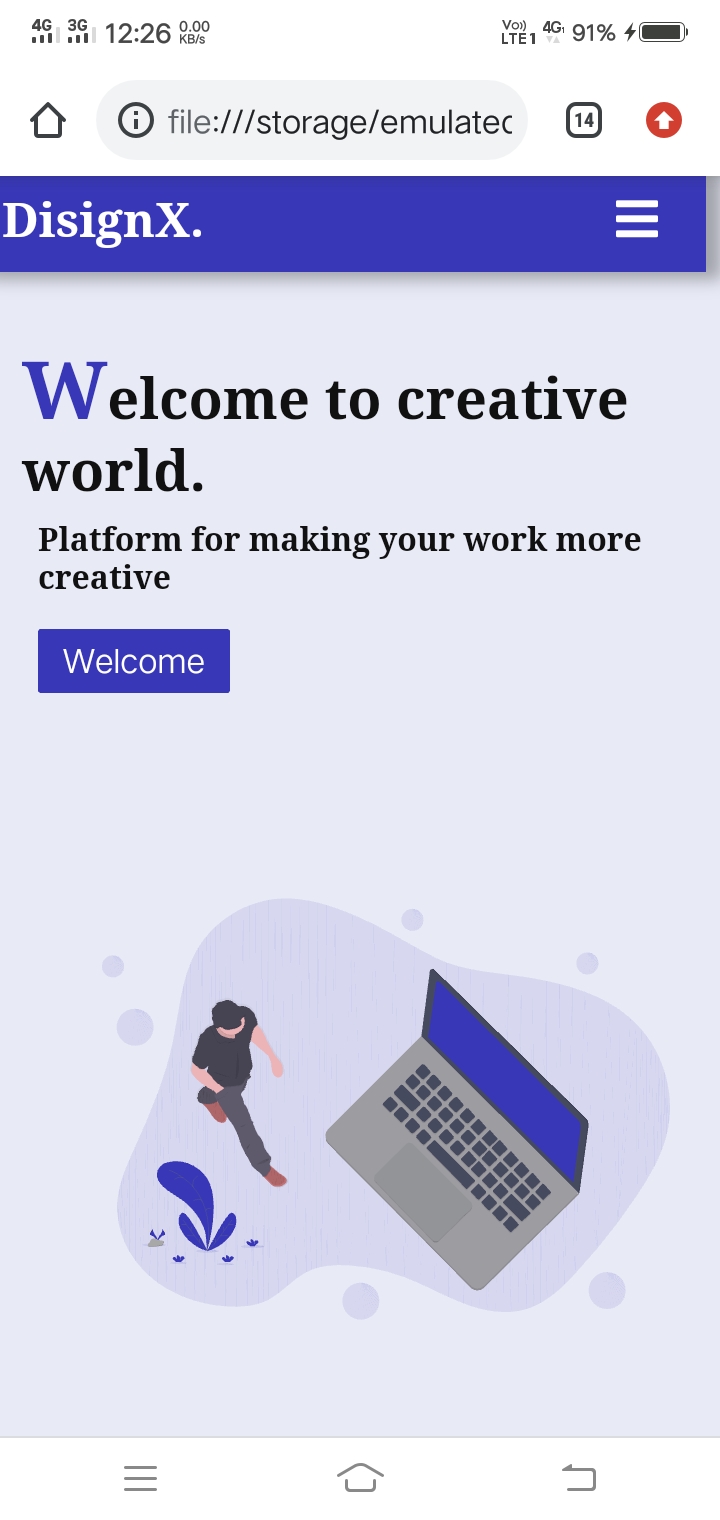 4G 3G 12:26 0.00 KB/s Vo)) LTE1 4G 91%
file:///storage/emulated
14
DisignX.
Welcome to creative
world.
Platform for making your work more
creative
Welcome